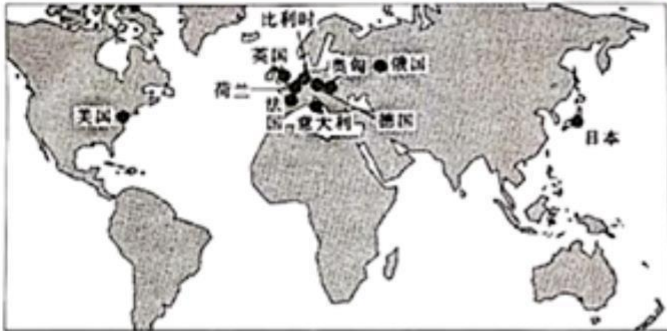 比利时
英国
奥匈
俄国
荷兰
美国
法
国
意大利
德国
日本